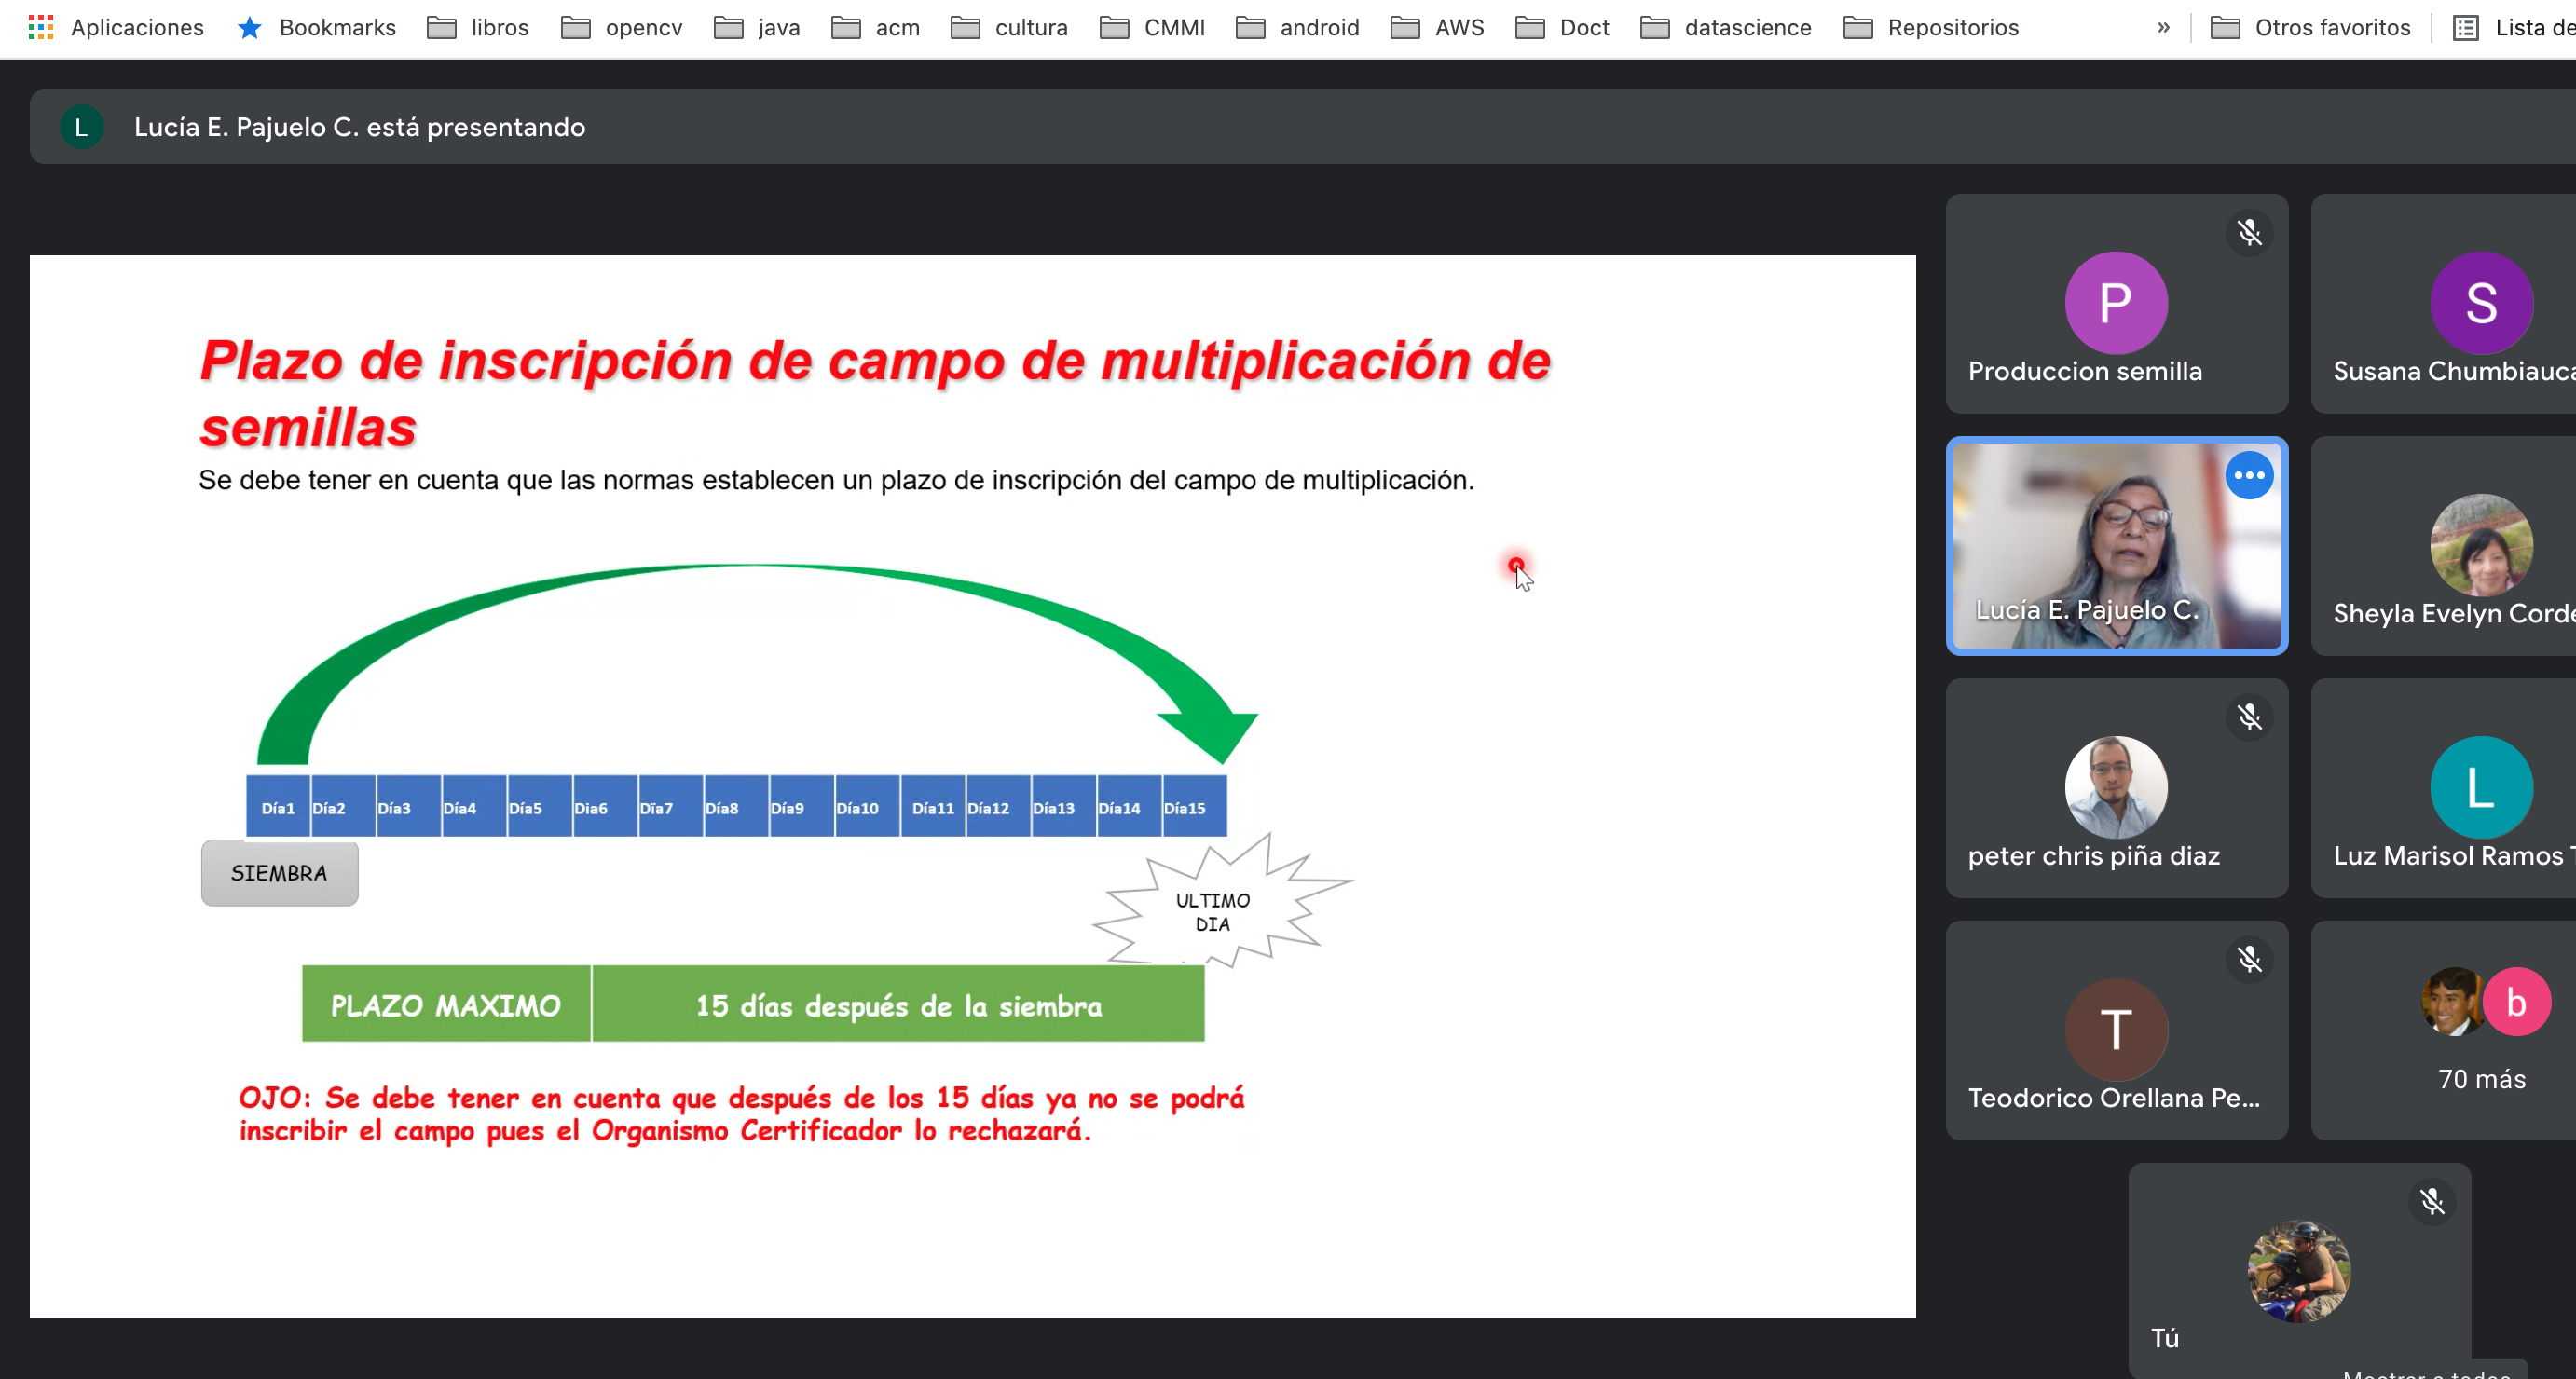 Aplicaciones Bookmarks libros opencv java acm cultura CMMI android AWS Doct datascience Repositorios » Otros favoritos Lista de
L Lucía E. Pajuelo C. está presentando
Plazo de inscripción de campo de multiplicación de
semillas
Se debe tener en cuenta que las normas establecen un plazo de inscripción del campo de multiplicación.
Día1 Día2 Día3 Día4 Día5 Dia6 Dïa7 Día8 Día9 Día10 Día11 Día12 Día13 Día14 Día15
SIEMBRA
ULTIMO
DIA
PLAZO MAXIMO 15 días después de la siembra
OJO: Se debe tener en cuenta que después de los 15 días ya no se podrá
inscribir el campo pues el Organismo Certificador lo rechazará.
P
Produccion semilla
S
Susana Chumbiauca
Lucía E. Pajuelo C.
Sheyla Evelyn Corde
peter chris piña diaz
L
Luz Marisol Ramos T
T
Teodorico Orellana Pe...
b
70 más
Tú
Mostrar a todos